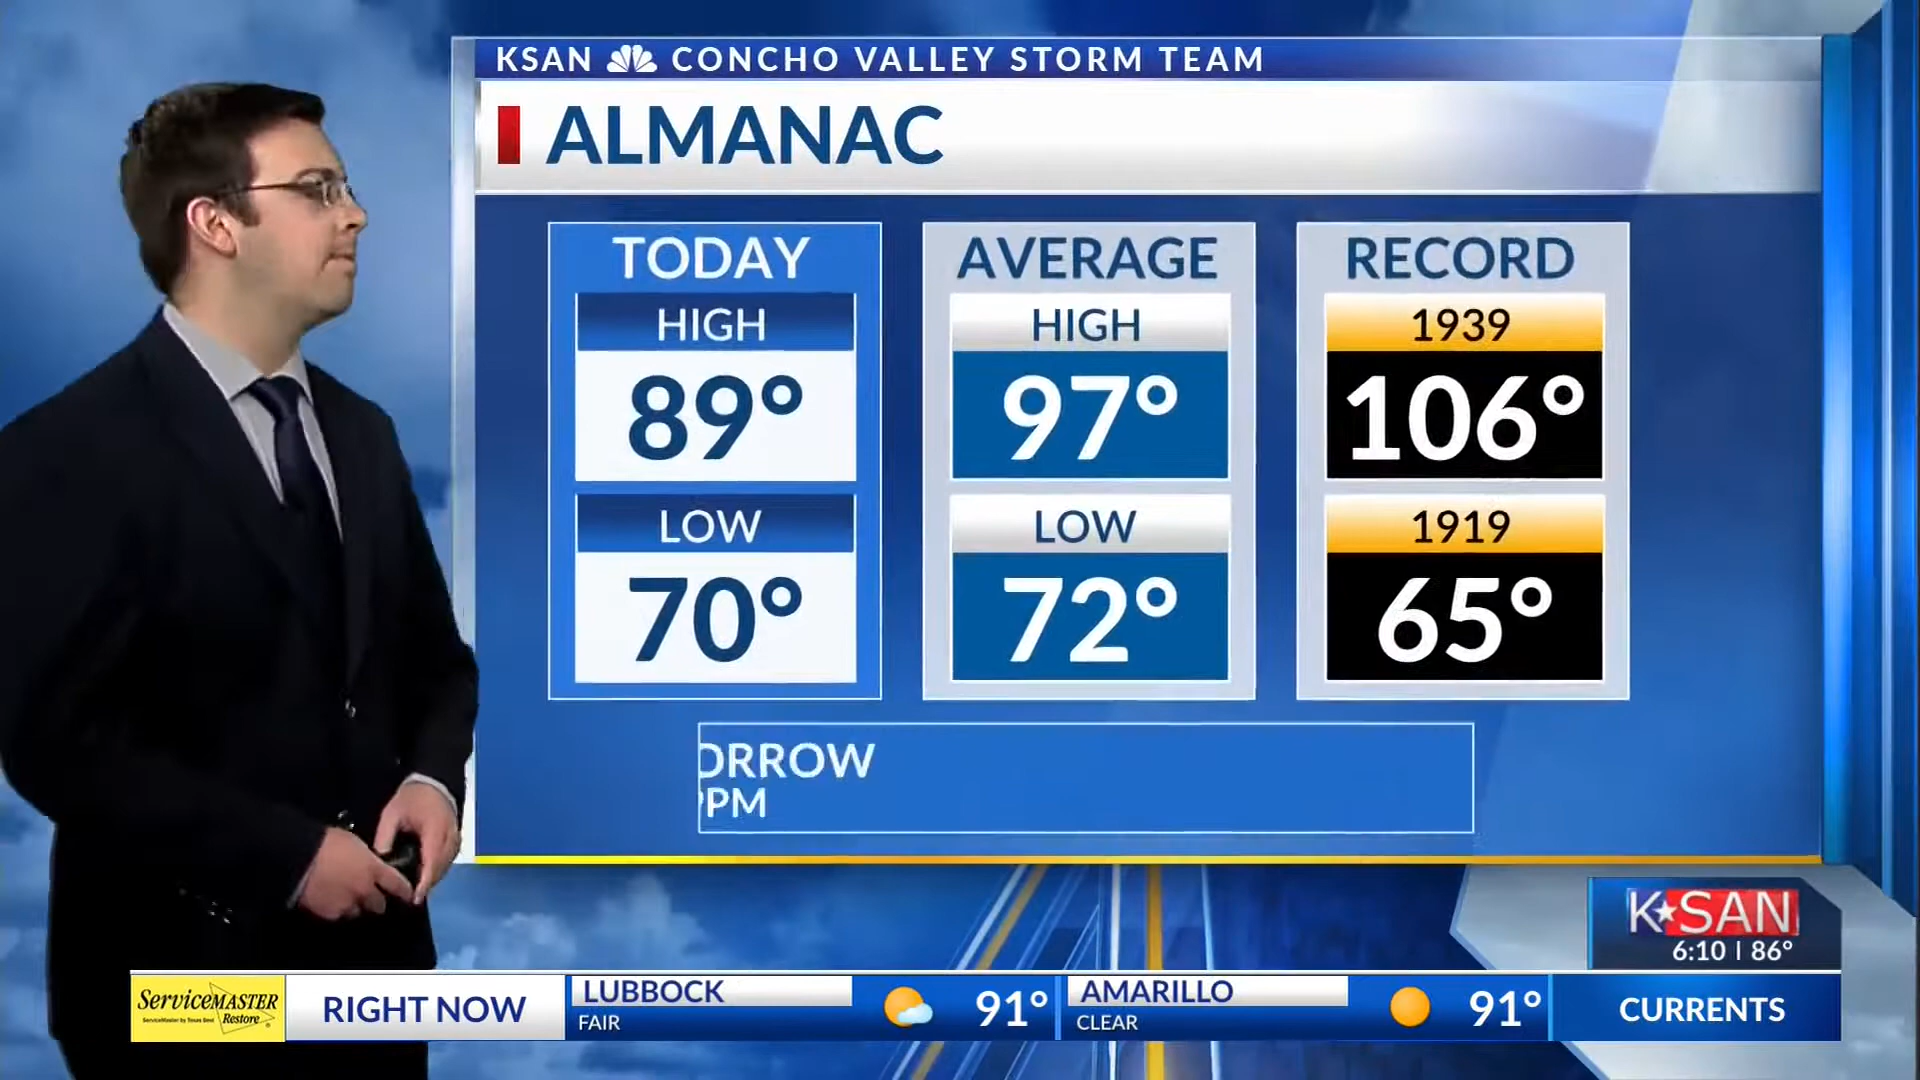 KSAN CONCHO VALLEY STORM TEAM
ALMANAC
TODAY
HIGH
89°
LOW
70°
AVERAGE
HIGH
97°
LOW
72°
RECORD
1939
106°
1919
65°
ORROW
PM
K SAN
6:10 | 86°
ServiceMASTER
Restore
RIGHT NOW
LUBBOCK
FAIR
91°
AMARILLO
CLEAR
91°
CURRENTS